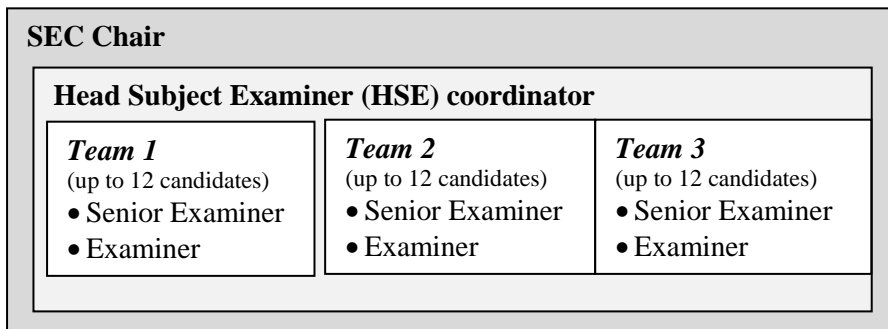 SEC Chair
Head Subject Examiner (HSE) coordinator
Team 1
(up to 12 candidates)
• Senior Examiner
• Examiner
Team 2
(up to 12 candidates)
• Senior Examiner
• Examiner
Team 3
(up to 12 candidates)
• Senior Examiner
• Examiner